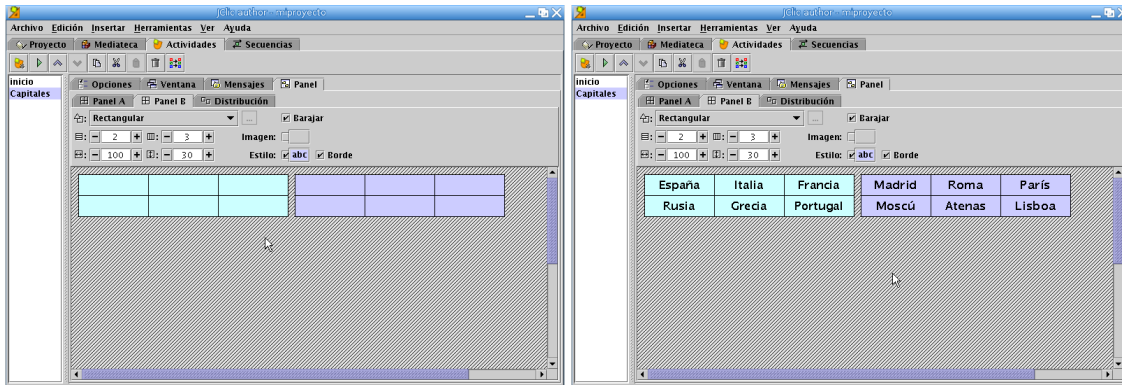 JClic author - miproyecto
Archivo Edición Insertar Herramientas Ver Ayuda
Proyecto Mediateca Actividades Secuencias
inicio
Capitales
Opciones Ventana Mensajes Panel
Panel A Panel B Distribución
Rectangular ... Barajar
2 3 Imagen:
100 30 Estilo: abc Borde
JClic author - miproyecto
Archivo Edición Insertar Herramientas Ver Ayuda
Proyecto Mediateca Actividades Secuencias
inicio
Capitales
Opciones Ventana Mensajes Panel
Panel A Panel B Distribución
Rectangular ... Barajar
2 3 Imagen:
100 30 Estilo: abc Borde
España Italia Francia Madrid Roma París
Rusia Grecia Portugal Moscú Atenas Lisboa